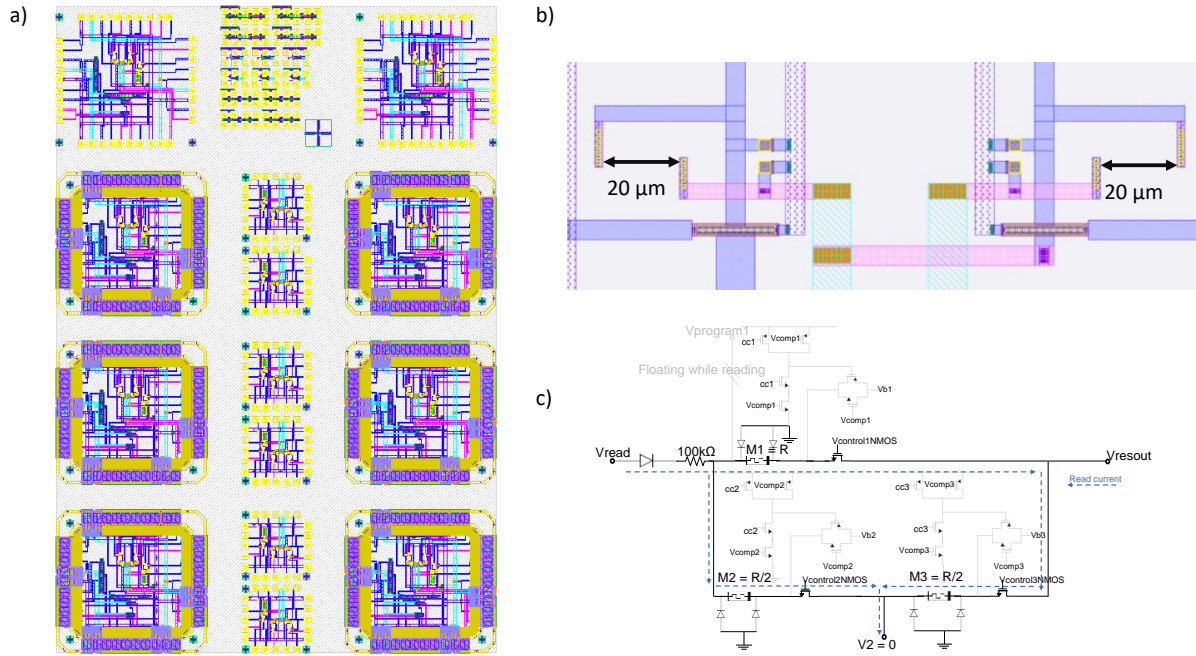 a)
b)
20 µm
20 µm
c)
Vprogram1
cc1
Vcomp1
Floating while reading
cc1
Vcomp1
Vb1
Vcomp1
Vcontrol1NMOS
Vread
100kΩ
M1 = R
Vresout
Read current
cc2
Vcomp2
cc3
Vcomp3
cc2
Vcomp2
Vb2
Vcomp2
cc3
Vcomp3
Vb3
Vcomp3
M2 = R/2
Vcontrol2NMOS
M3 = R/2
Vcontrol3NMOS
V2 = 0